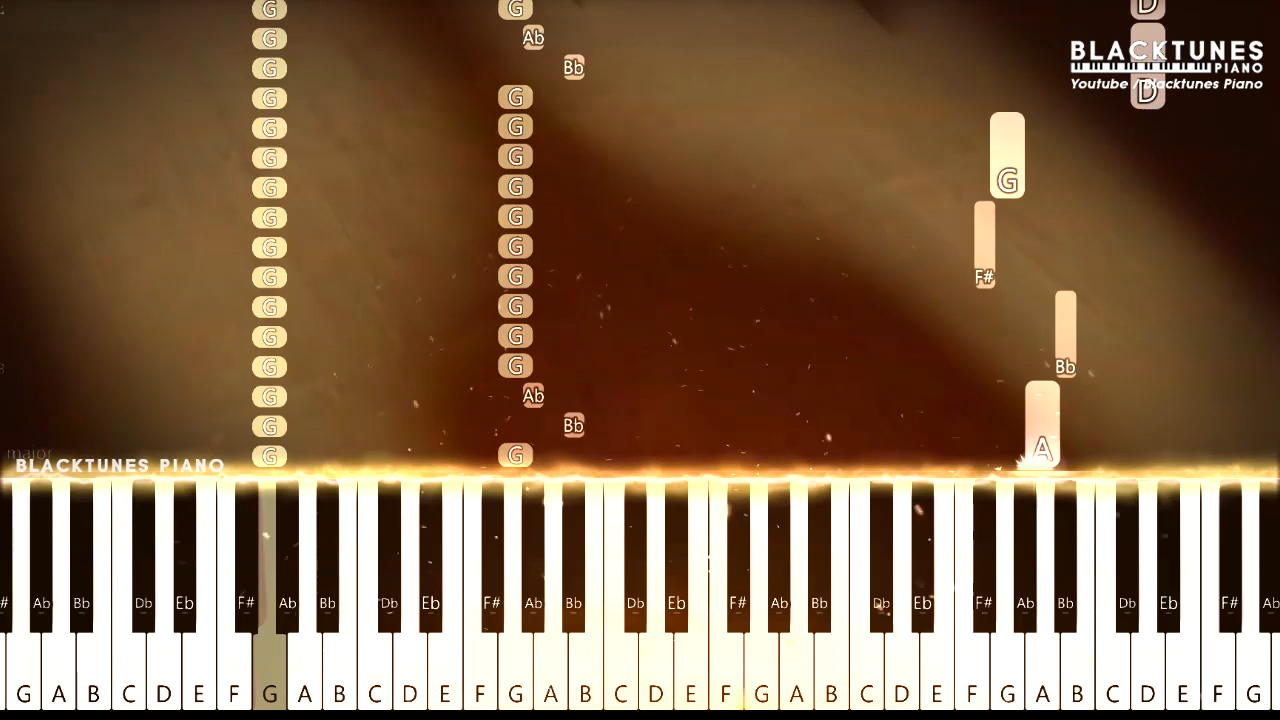 G G D
G Ab
BLACKTUNES
G Bb
PIANO
Youtube / Blacktunes Piano
G G D
G G
G G G
G G
G G
G G
G G F#
G G
G G
G G Bb
G Ab
G Bb
G G A
major
BLACKTUNES PIANO
# Ab Bb Db Eb F# Ab Bb Db Eb F# Ab Bb Db Eb F# Ab Bb Db Eb F# Ab Bb Db Eb F# Ab
G A B C D E F G A B C D E F G A B C D E F G A B C D E F G A B C D E F G